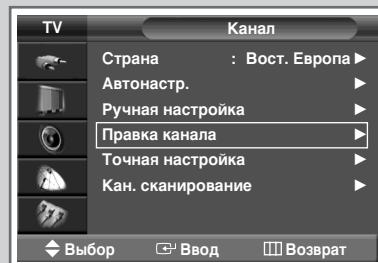 TV Канал
Страна : Вост. Европа
Автонастр.
Ручная настройка
Правка канала
Точная настройка
Кан. сканирование
Выбор Ввод Возврат